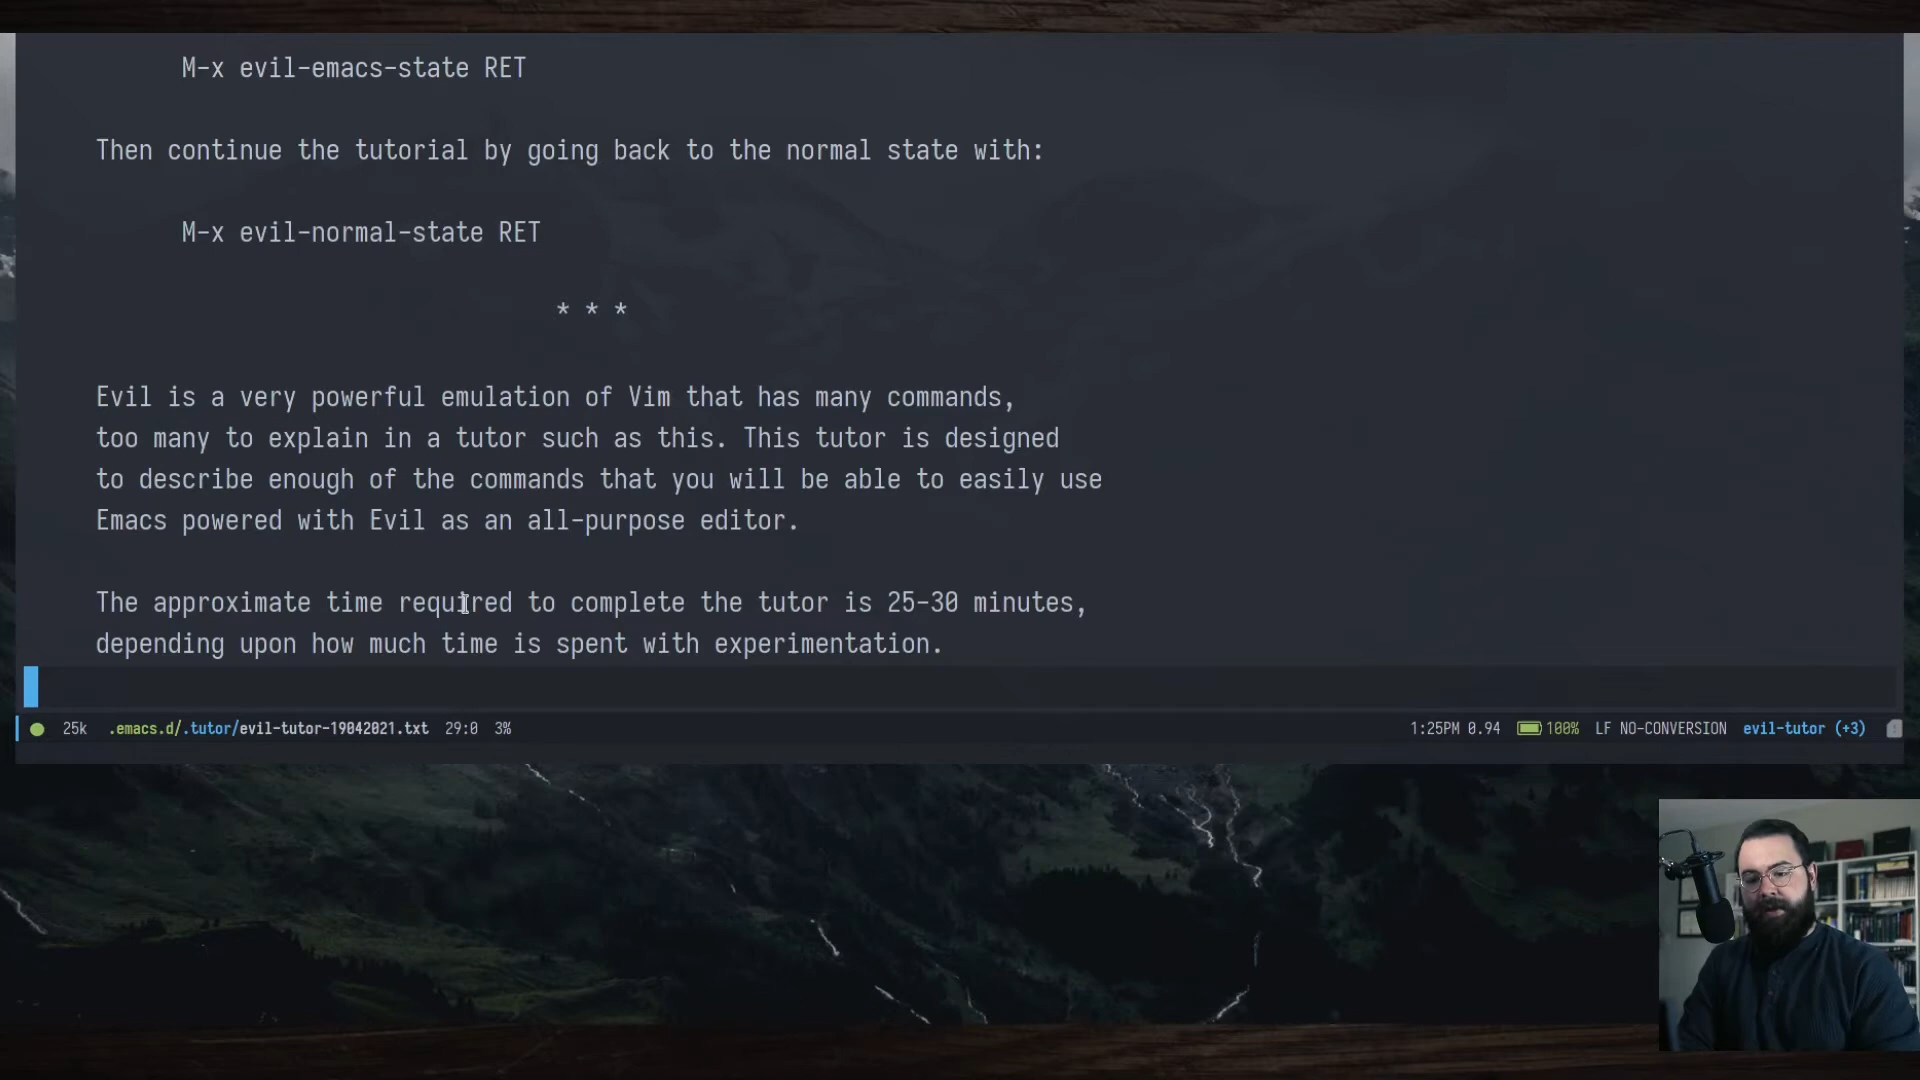 M-x evil-emacs-state RET
Then continue the tutorial by going back to the normal state with:
M-x evil-normal-state RET
* * *
Evil is a very powerful emulation of Vim that has many commands,
too many to explain in a tutor such as this. This tutor is designed
to describe enough of the commands that you will be able to easily use
Emacs powered with Evil as an all-purpose editor.
The approximate time required to complete the tutor is 25-30 minutes,
depending upon how much time is spent with experimentation.
25k .emacs.d/.tutor/evil-tutor-19042021.txt 29:0 3% 1:25PM 0.94 100% LF NO-CONVERSION evil-tutor (+3)